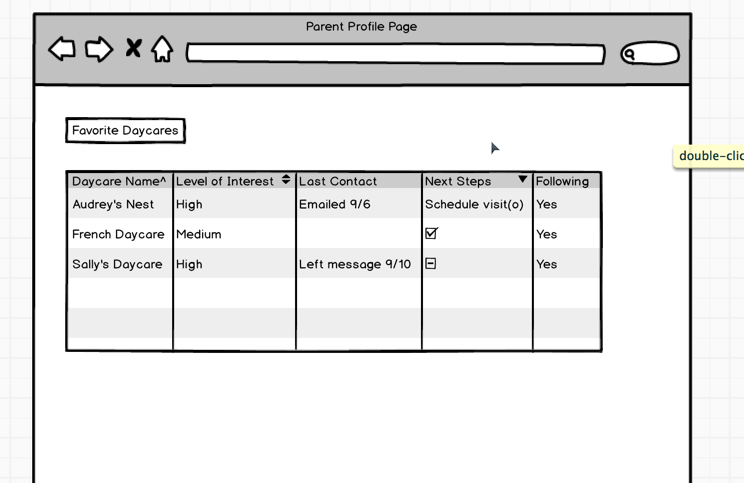 Parent Profile Page
Favorite Daycares
double-clic
Daycare Name^ Level of Interest Last Contact Next Steps Following
Audrey's Nest High Emailed 9/6 Schedule visit(o) Yes
French Daycare Medium Yes
Sally's Daycare High Left message 9/10 Yes